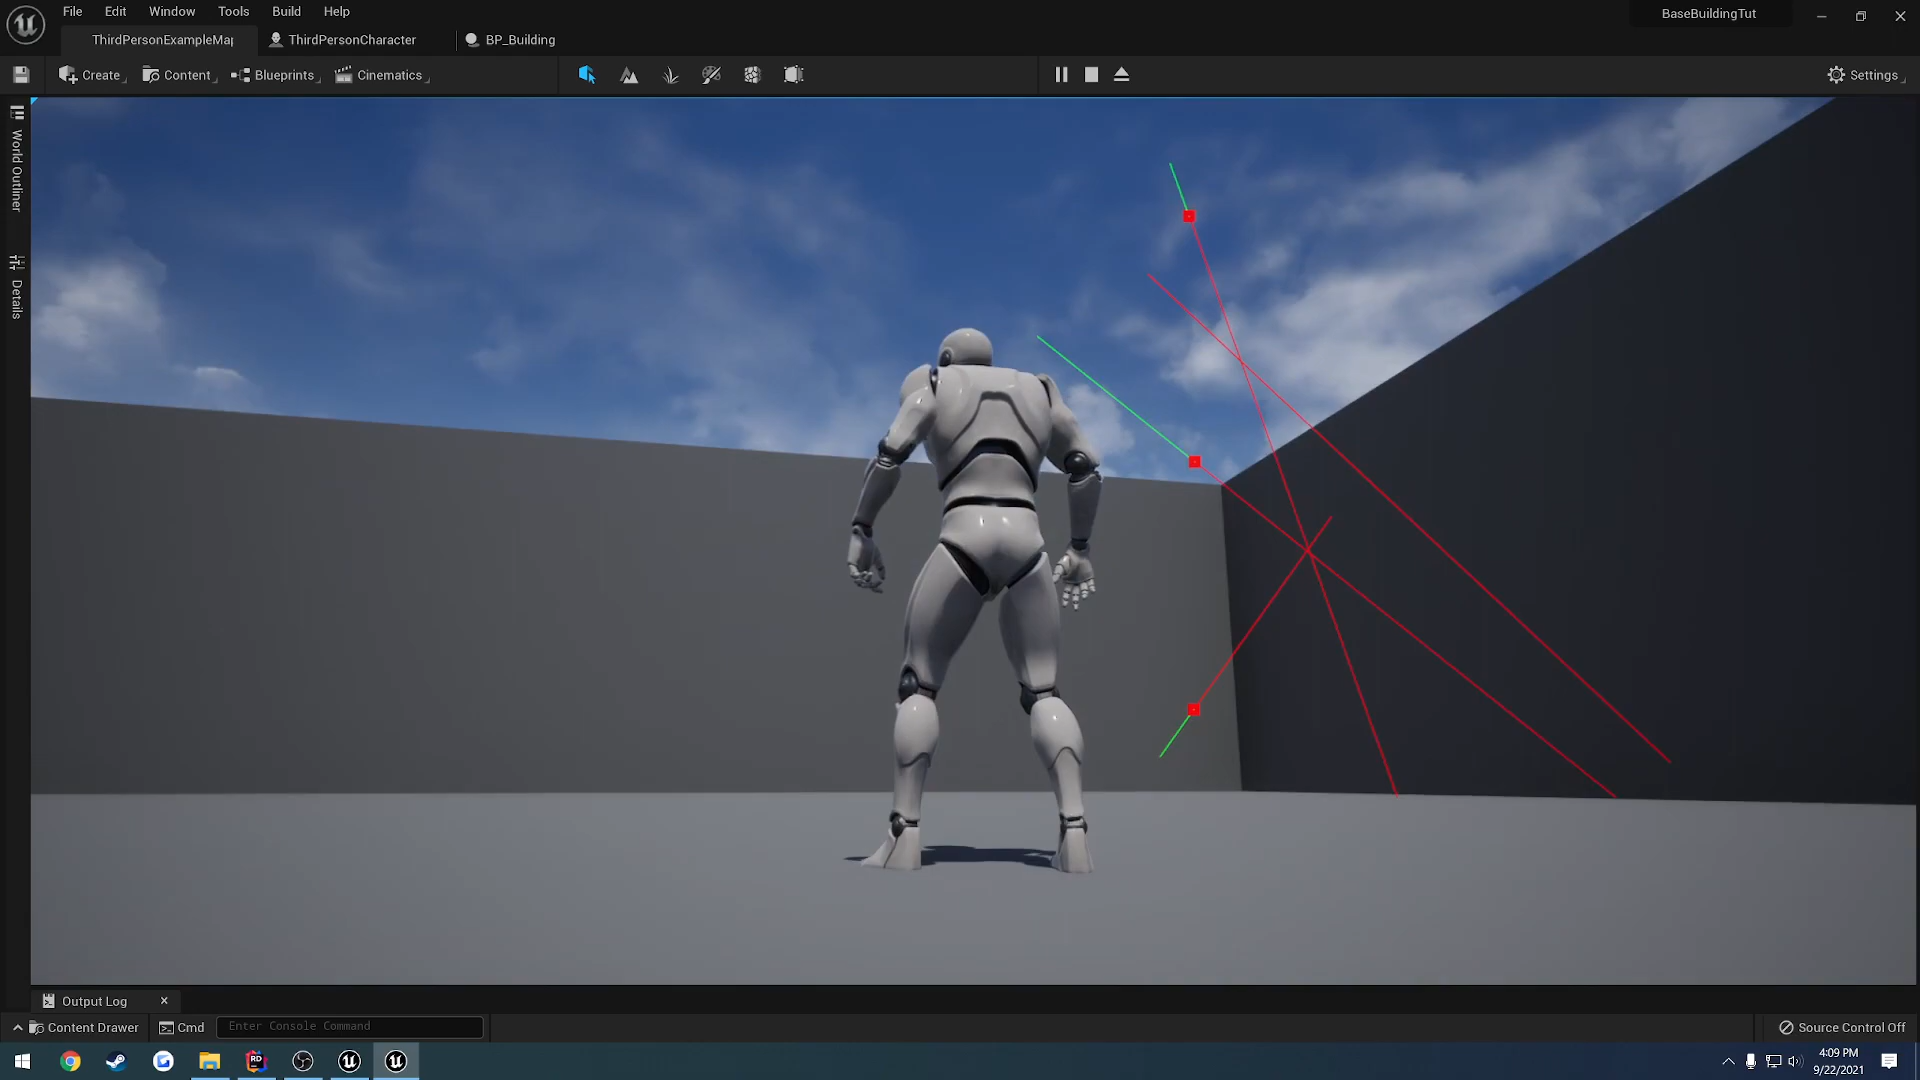 File Edit Window Tools Build Help
BaseBuildingTut
ThirdPersonExampleMap
ThirdPersonCharacter
BP_Building
Create Content Blueprints Cinematics
Settings
World Outliner
Details
Output Log
Content Drawer
Cmd
Enter Console Command
Source Control Off
RD
4:09 PM
9/22/2021